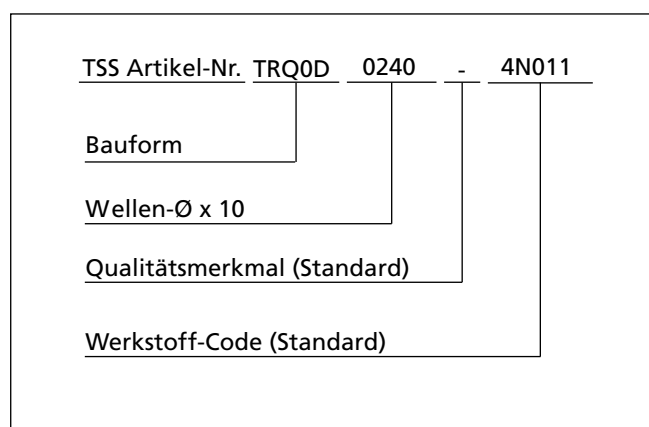 TSS Artikel-Nr. TRQ0D 0240 - 4N011
Bauform
Wellen-Ø x 10
Qualitätsmerkmal (Standard)
Werkstoff-Code (Standard)